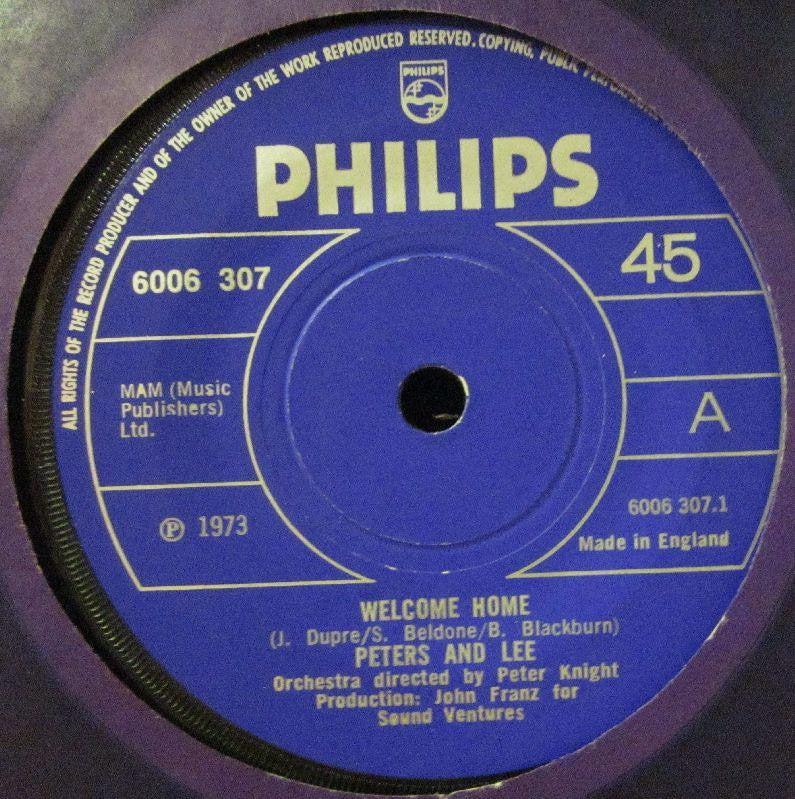 ALL RIGHTS OF THE RECORD PRODUCER AND OF THE OWNER OF THE WORK REPRODUCED RESERVED. COPYING, PUBLIC
PHILIPS
PHILIPS
6006 307
45
MAM (Music
Publishers)
Ltd.
A
℗ 1973
6006 307.1
Made in England
WELCOME HOME
(J. Dupre/S. Beldone/B. Blackburn)
PETERS AND LEE
Orchestra directed by Peter Knight
Production: John Franz for
Sound Ventures